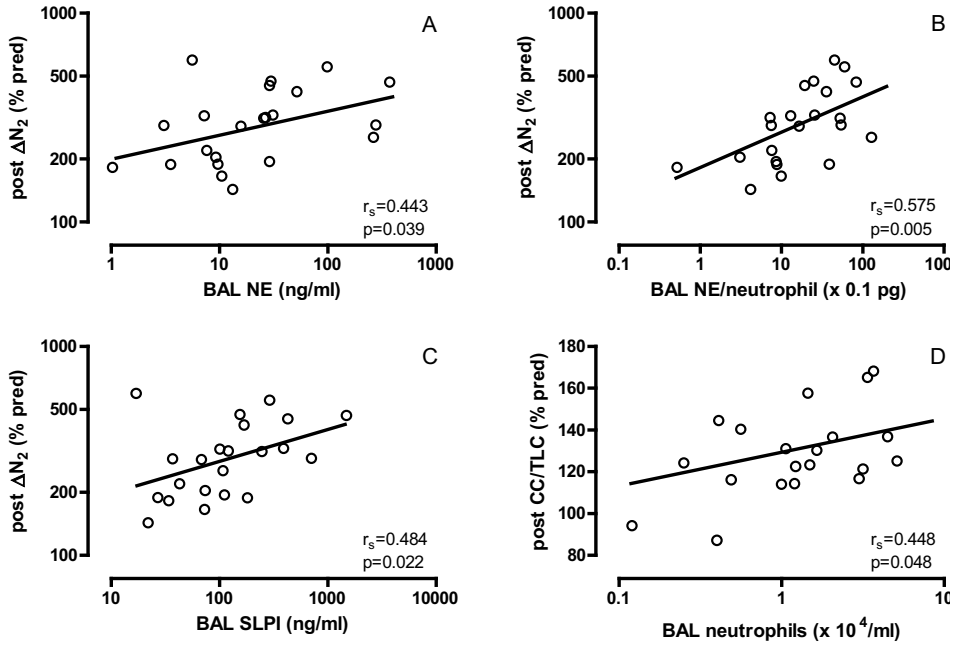 A
1000
500
200
100
post ΔN2 (% pred)
rs=0.443
p=0.039
1
10
100
1000
BAL NE (ng/ml)
B
1000
500
200
100
post ΔN2 (% pred)
rs=0.575
p=0.005
0.1
1
10
100
100
BAL NE/neutrophil (x 0.1 pg)
C
1000
500
200
100
post ΔN2 (% pred)
rs=0.484
p=0.022
10
100
1000
10000
BAL SLPI (ng/ml)
D
180
160
140
120
100
80
post CC/TLC (% pred)
rs=0.448
p=0.048
0.1
1
10
BAL neutrophils (x 10^4/ml)